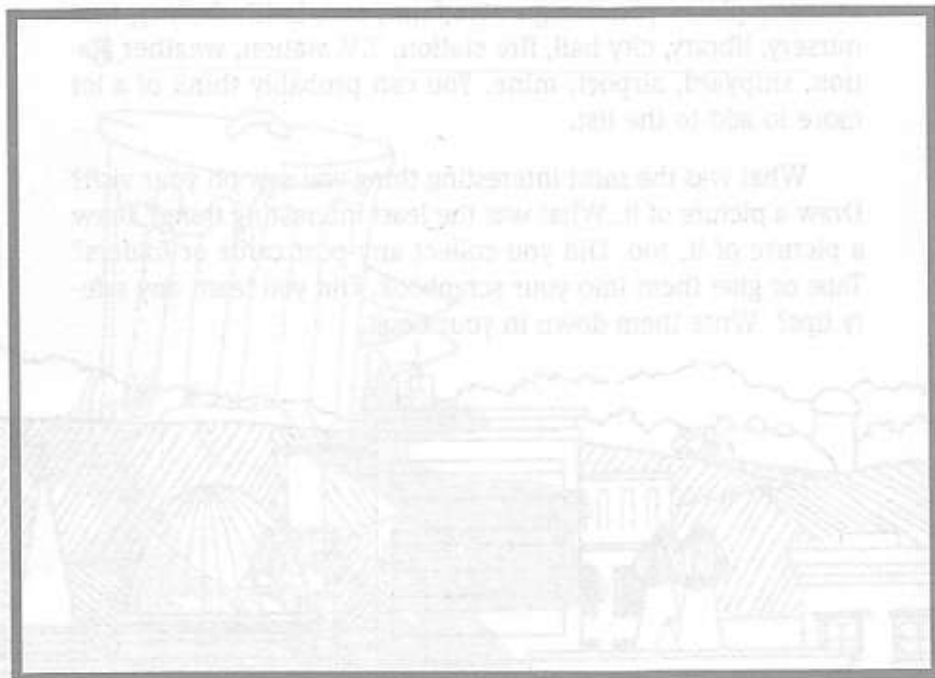 nursery, library, city hall, fire station, TV station, weather sta-
tion, shipyard, airport, mine. You can probably think of a lot
more to add to the list.
What was the most interesting thing you saw on your visit?
Draw a picture of it. What was the least interesting thing? Draw
a picture of it, too. Did you collect any postcards or folders?
Tape or glue them into your scrapbook. Did you learn any safe-
ty tips? Write them down in your book.